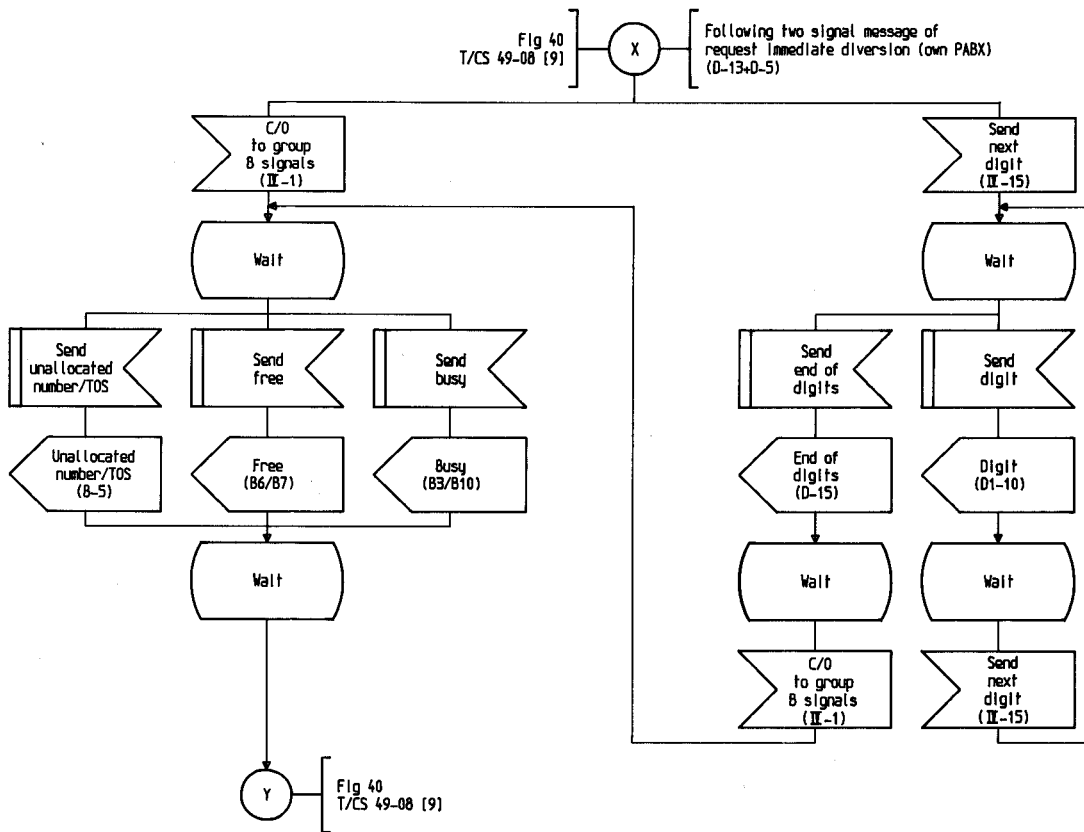 Fig 40
T/CS 49-08 [9]
X
Following two signal message of
request immediate diversion (own PABX)
(D-13+D-5)
C/O
to group
B signals
(IV-1)
Send
next
digit
(IV-15)
Wait
Wait
Send
unallocated
number/TOS
Send
free
Send
busy
Send
end of
digits
Send
digit
Unallocated
number/TOS
(B-5)
Free
(B6/B7)
Busy
(B3/B10)
End of
digits
(D-15)
Digit
(D1-10)
Wait
Wait
Wait
C/O
to group
B signals
(IV-1)
Send
next
digit
(IV-15)
Y
Fig 40
T/CS 49-08 [9]